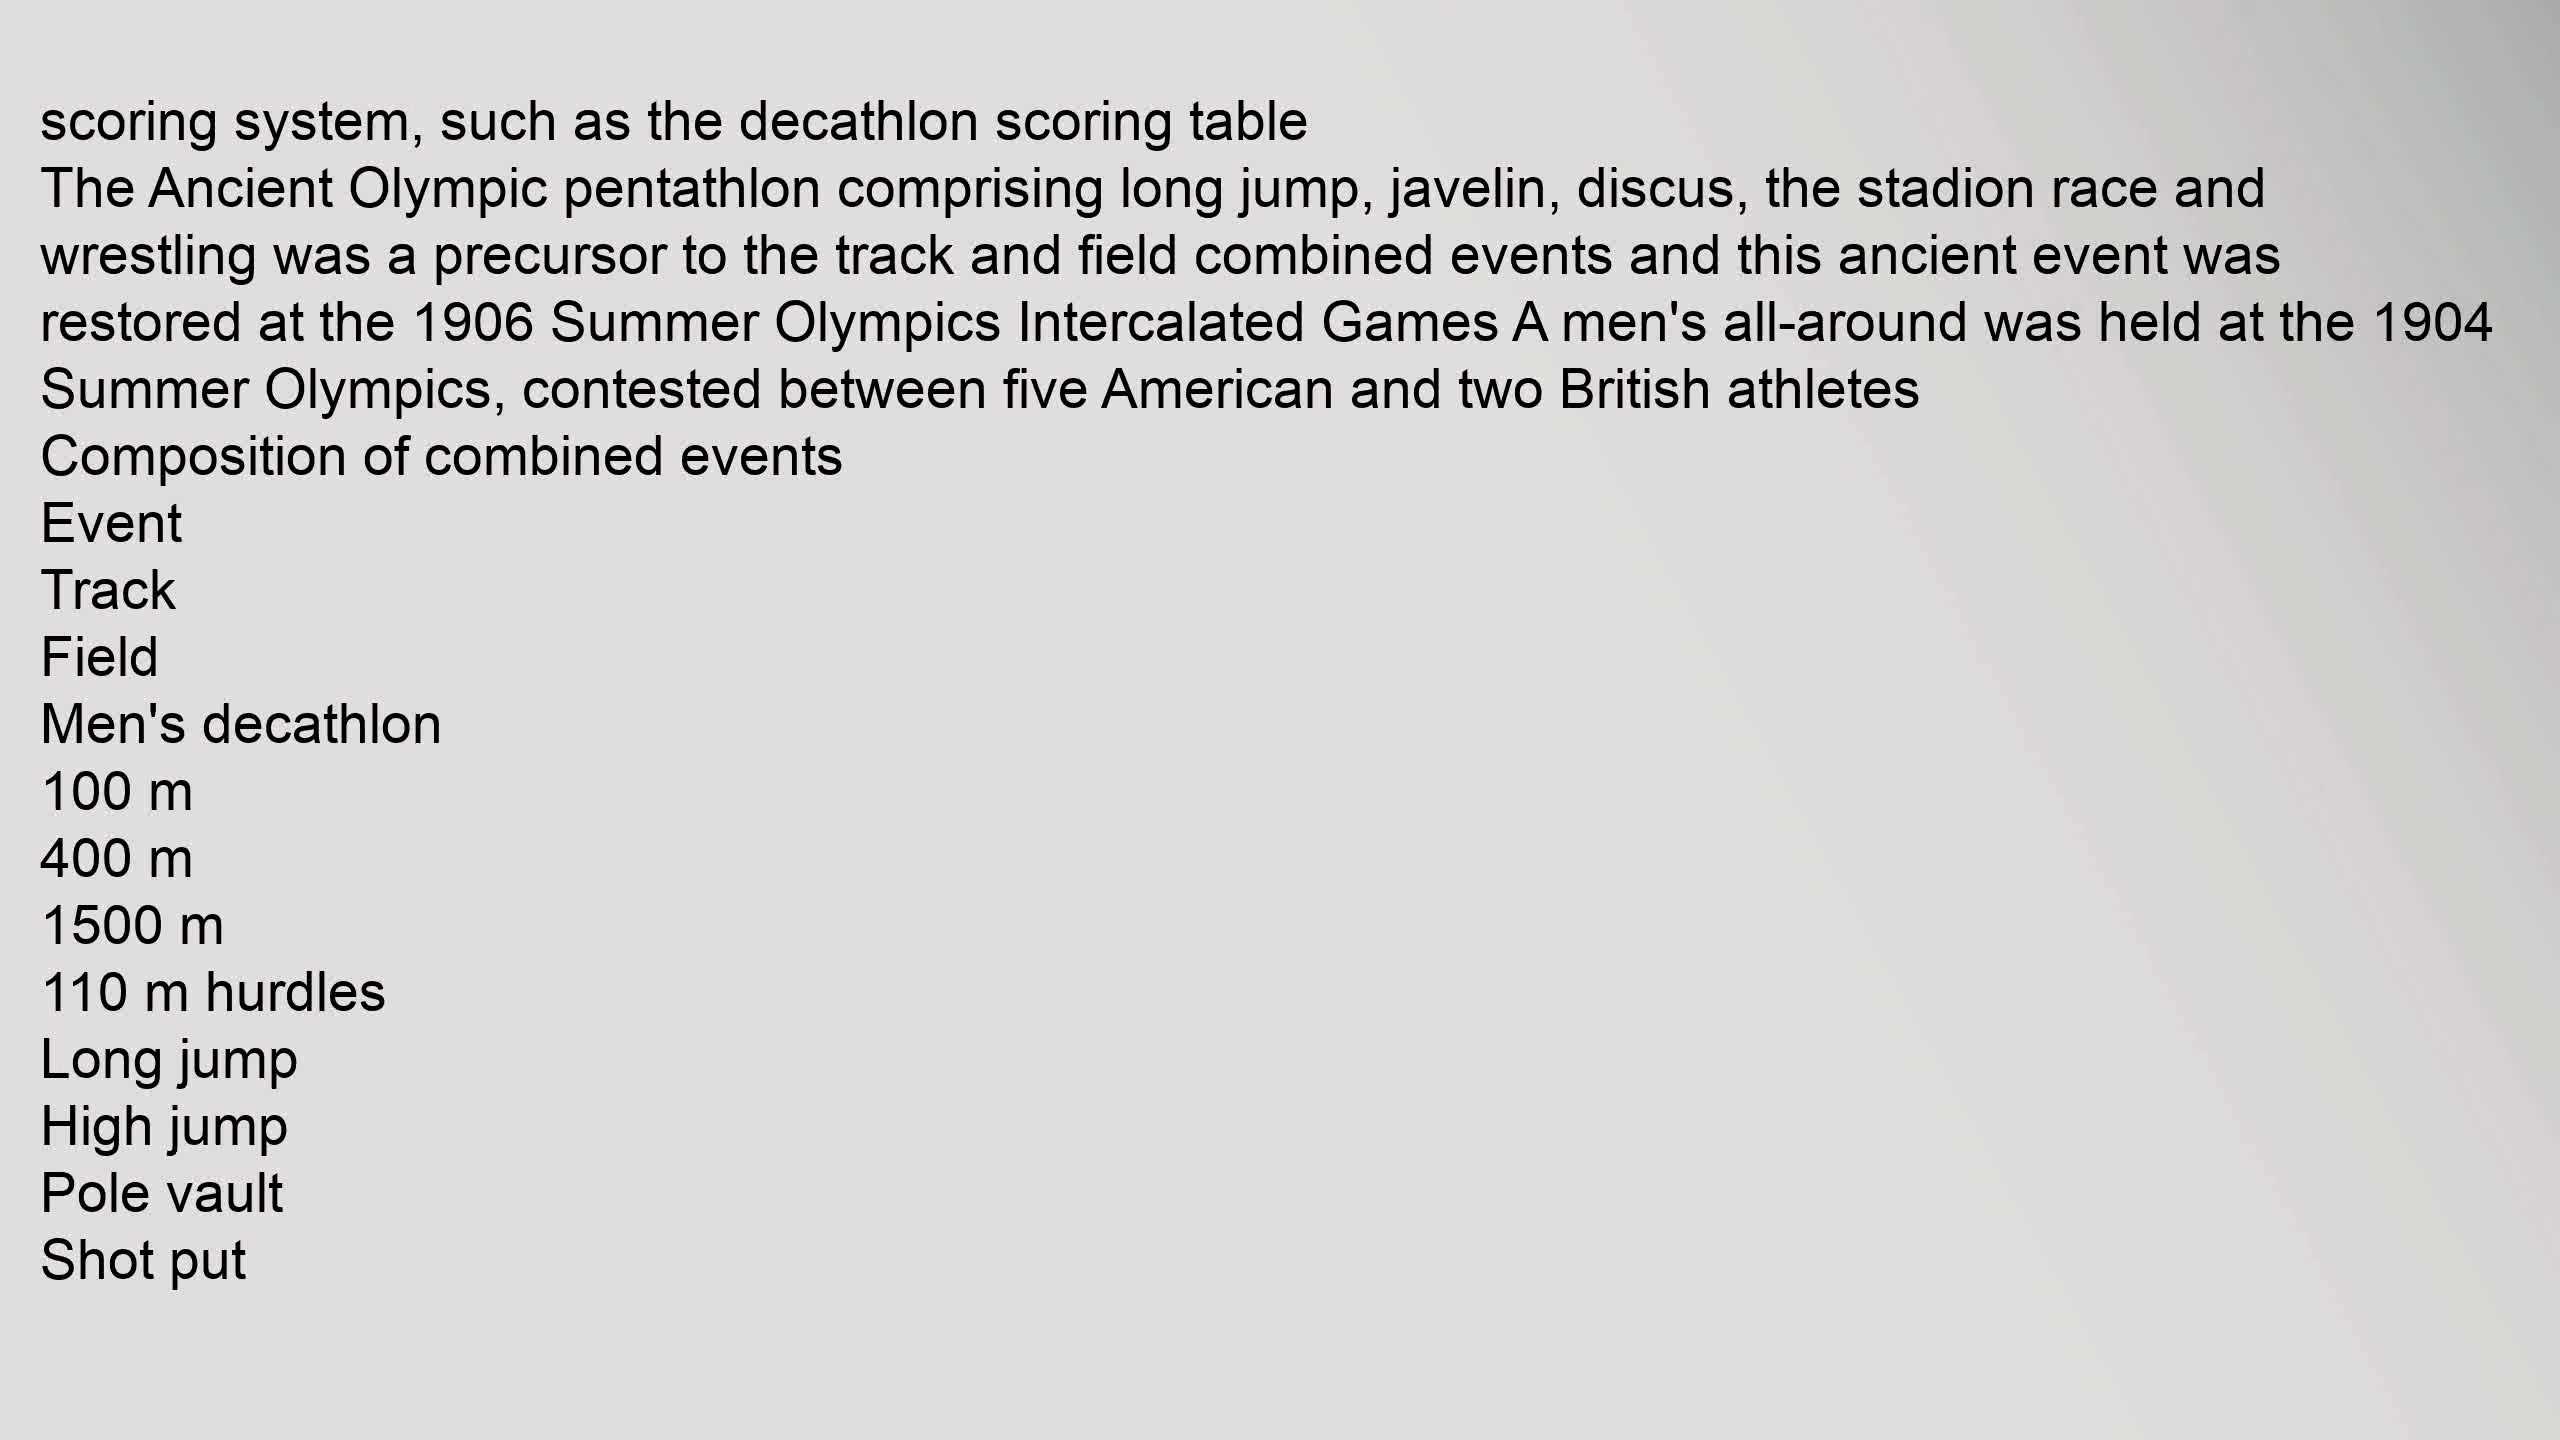 scoring system, such as the decathlon scoring table
The Ancient Olympic pentathlon comprising long jump, javelin, discus, the stadion race and
wrestling was a precursor to the track and field combined events and this ancient event was
restored at the 1906 Summer Olympics Intercalated Games A men's all-around was held at the 1904
Summer Olympics, contested between five American and two British athletes
Composition of combined events
Event
Track
Field
Men's decathlon
100 m
400 m
1500 m
110 m hurdles
Long jump
High jump
Pole vault
Shot put